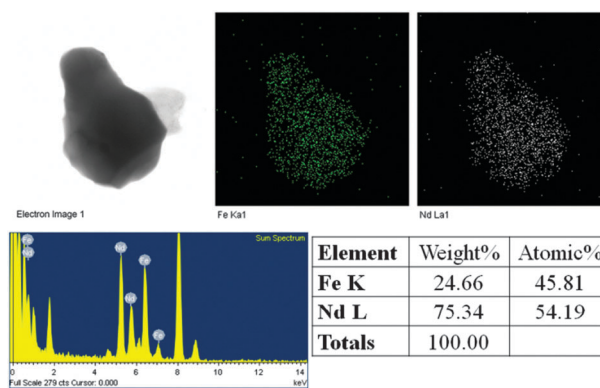 Electron Image 1
Fe Ka1
Nd La1
Sum Spectrum
Fe
Nd
Nd
Nd
Fe
Fe
0 2 4 6 8 10 12 14
Full Scale 279 cts Cursor: 0.000 keV
Element Weight% Atomic%
Fe K 24.66 45.81
Nd L 75.34 54.19
Totals 100.00